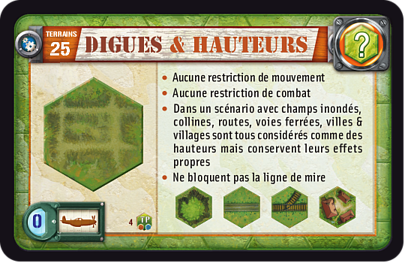 TERRAINS
25
DIGUES & HAUTEURS
?
• Aucune restriction de mouvement
• Aucune restriction de combat
• Dans un scénario avec champs inondés,
collines, routes, voies ferrées, villes &
villages sont tous considérés comme des
hauteurs mais conservent leurs effets
propres
• Ne bloquent pas la ligne de mire
0
4